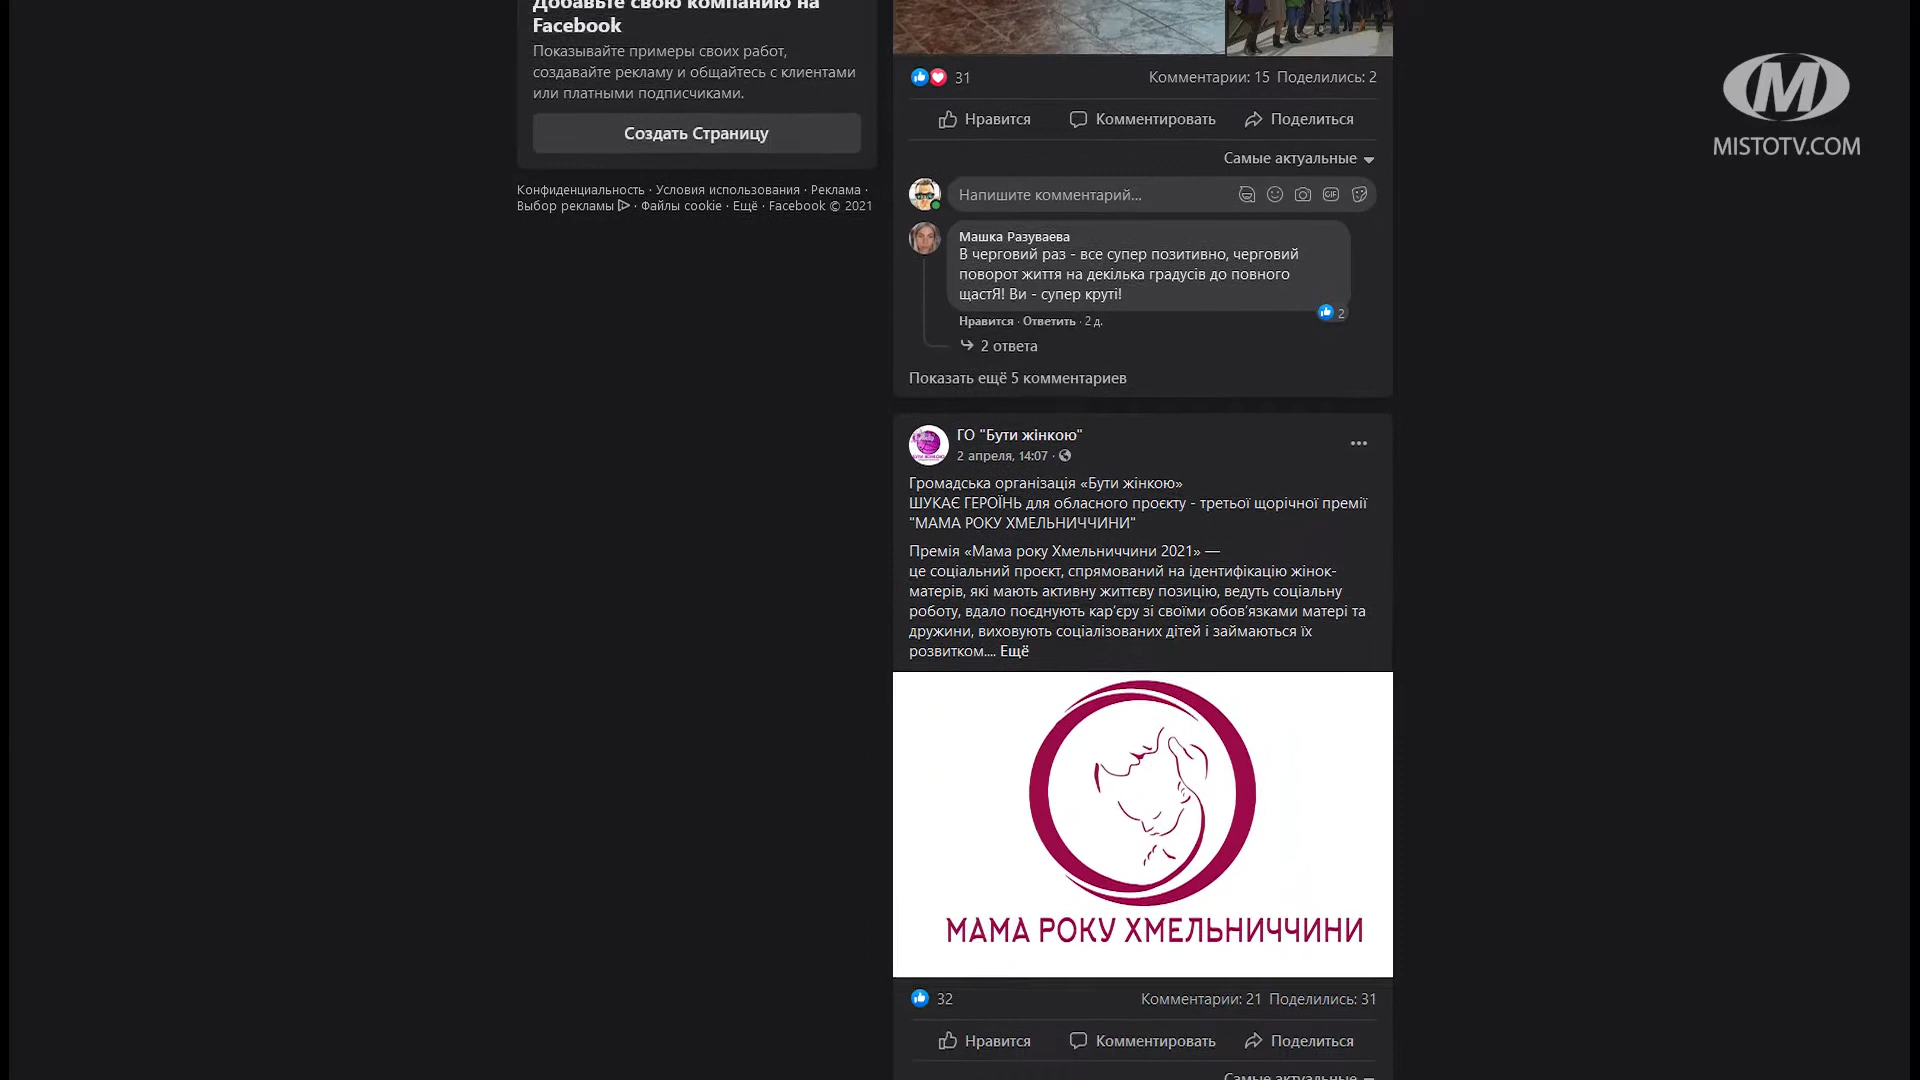 Добавьте свою компанию на
Facebook
Показывайте примеры своих работ,
создавайте рекламу и общайтесь с клиентами
или платными подписчиками.
Создать Страницу
Конфиденциальность · Условия использования · Реклама ·
Выбор рекламы · Файлы cookie · Ещё · Facebook © 2021
31
Комментарии: 15 Поделились: 2
Нравится Комментировать Поделиться
Самые актуальные
Напишите комментарий...
GIF
Машка Разуваева
В черговий раз - все супер позитивно, черговий
поворот життя на декілька градусів до повного
щастЯ! Ви - супер круті!
2
Нравится · Ответить · 2 д.
2 ответа
Показать ещё 5 комментариев
ГО "Бути жінкою"
2 апреля, 14:07 ·
Громадська організація «Бути жінкою»
ШУКАЄ ГЕРОЇНЬ для обласного проєкту - третьої щорічної премії
"МАМА РОКУ ХМЕЛЬНИЧЧИНИ"
Премія «Мама року Хмельниччини 2021» —
це соціальний проєкт, спрямований на ідентифікацію жінок-
матерів, які мають активну життєву позицію, ведуть соціальну
роботу, вдало поєднують кар’єру зі своїми обов’язками матері та
дружини, виховують соціалізованих дітей і займаються їх
розвитком.... Ещё
МАМА РОКУ ХМЕЛЬНИЧЧИНИ
32
Комментарии: 21 Поделились: 31
Нравится Комментировать Поделиться
Самые актуальные
M
MISTOTV.COM